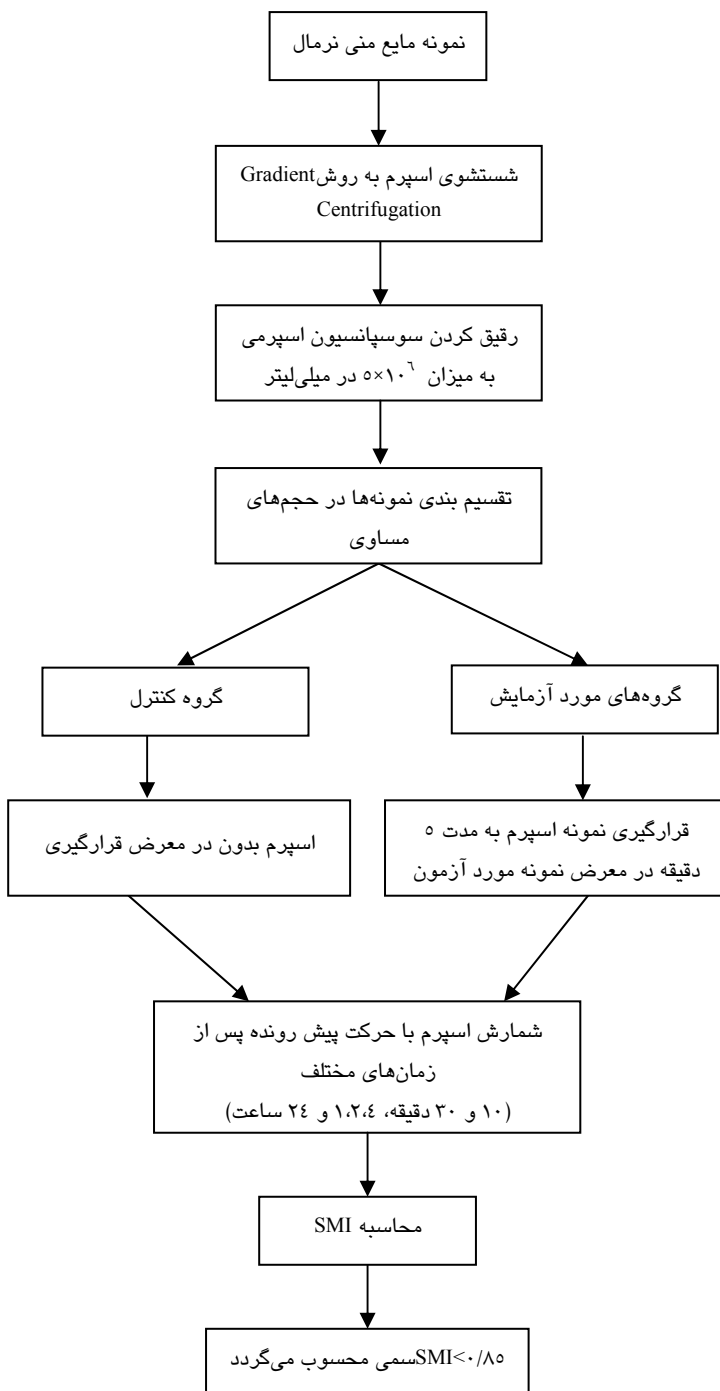 نمونه مایع منی نرمال
شستشوی اسپرم به روش Gradient
Centrifugation
رقیق کردن سوسپانسیون اسپرمی
به میزان ۵×۱۰^۶ در میلی‌لیتر
تقسیم بندی نمونه‌ها در حجم‌های
مساوی
گروه‌های مورد آزمایش
گروه کنترل
قرارگیری نمونه اسپرم به مدت ۵
دقیقه در معرض نمونه مورد آزمون
اسپرم بدون در معرض قرارگیری
شمارش اسپرم با حرکت پیش رونده پس از
زمان‌های مختلف
(۱۰ و ۳۰ دقیقه، ۱،۲،۴ و ۲۴ ساعت)
محاسبه SMI
SMI<۰/۸۵سمی محسوب می‌گردد